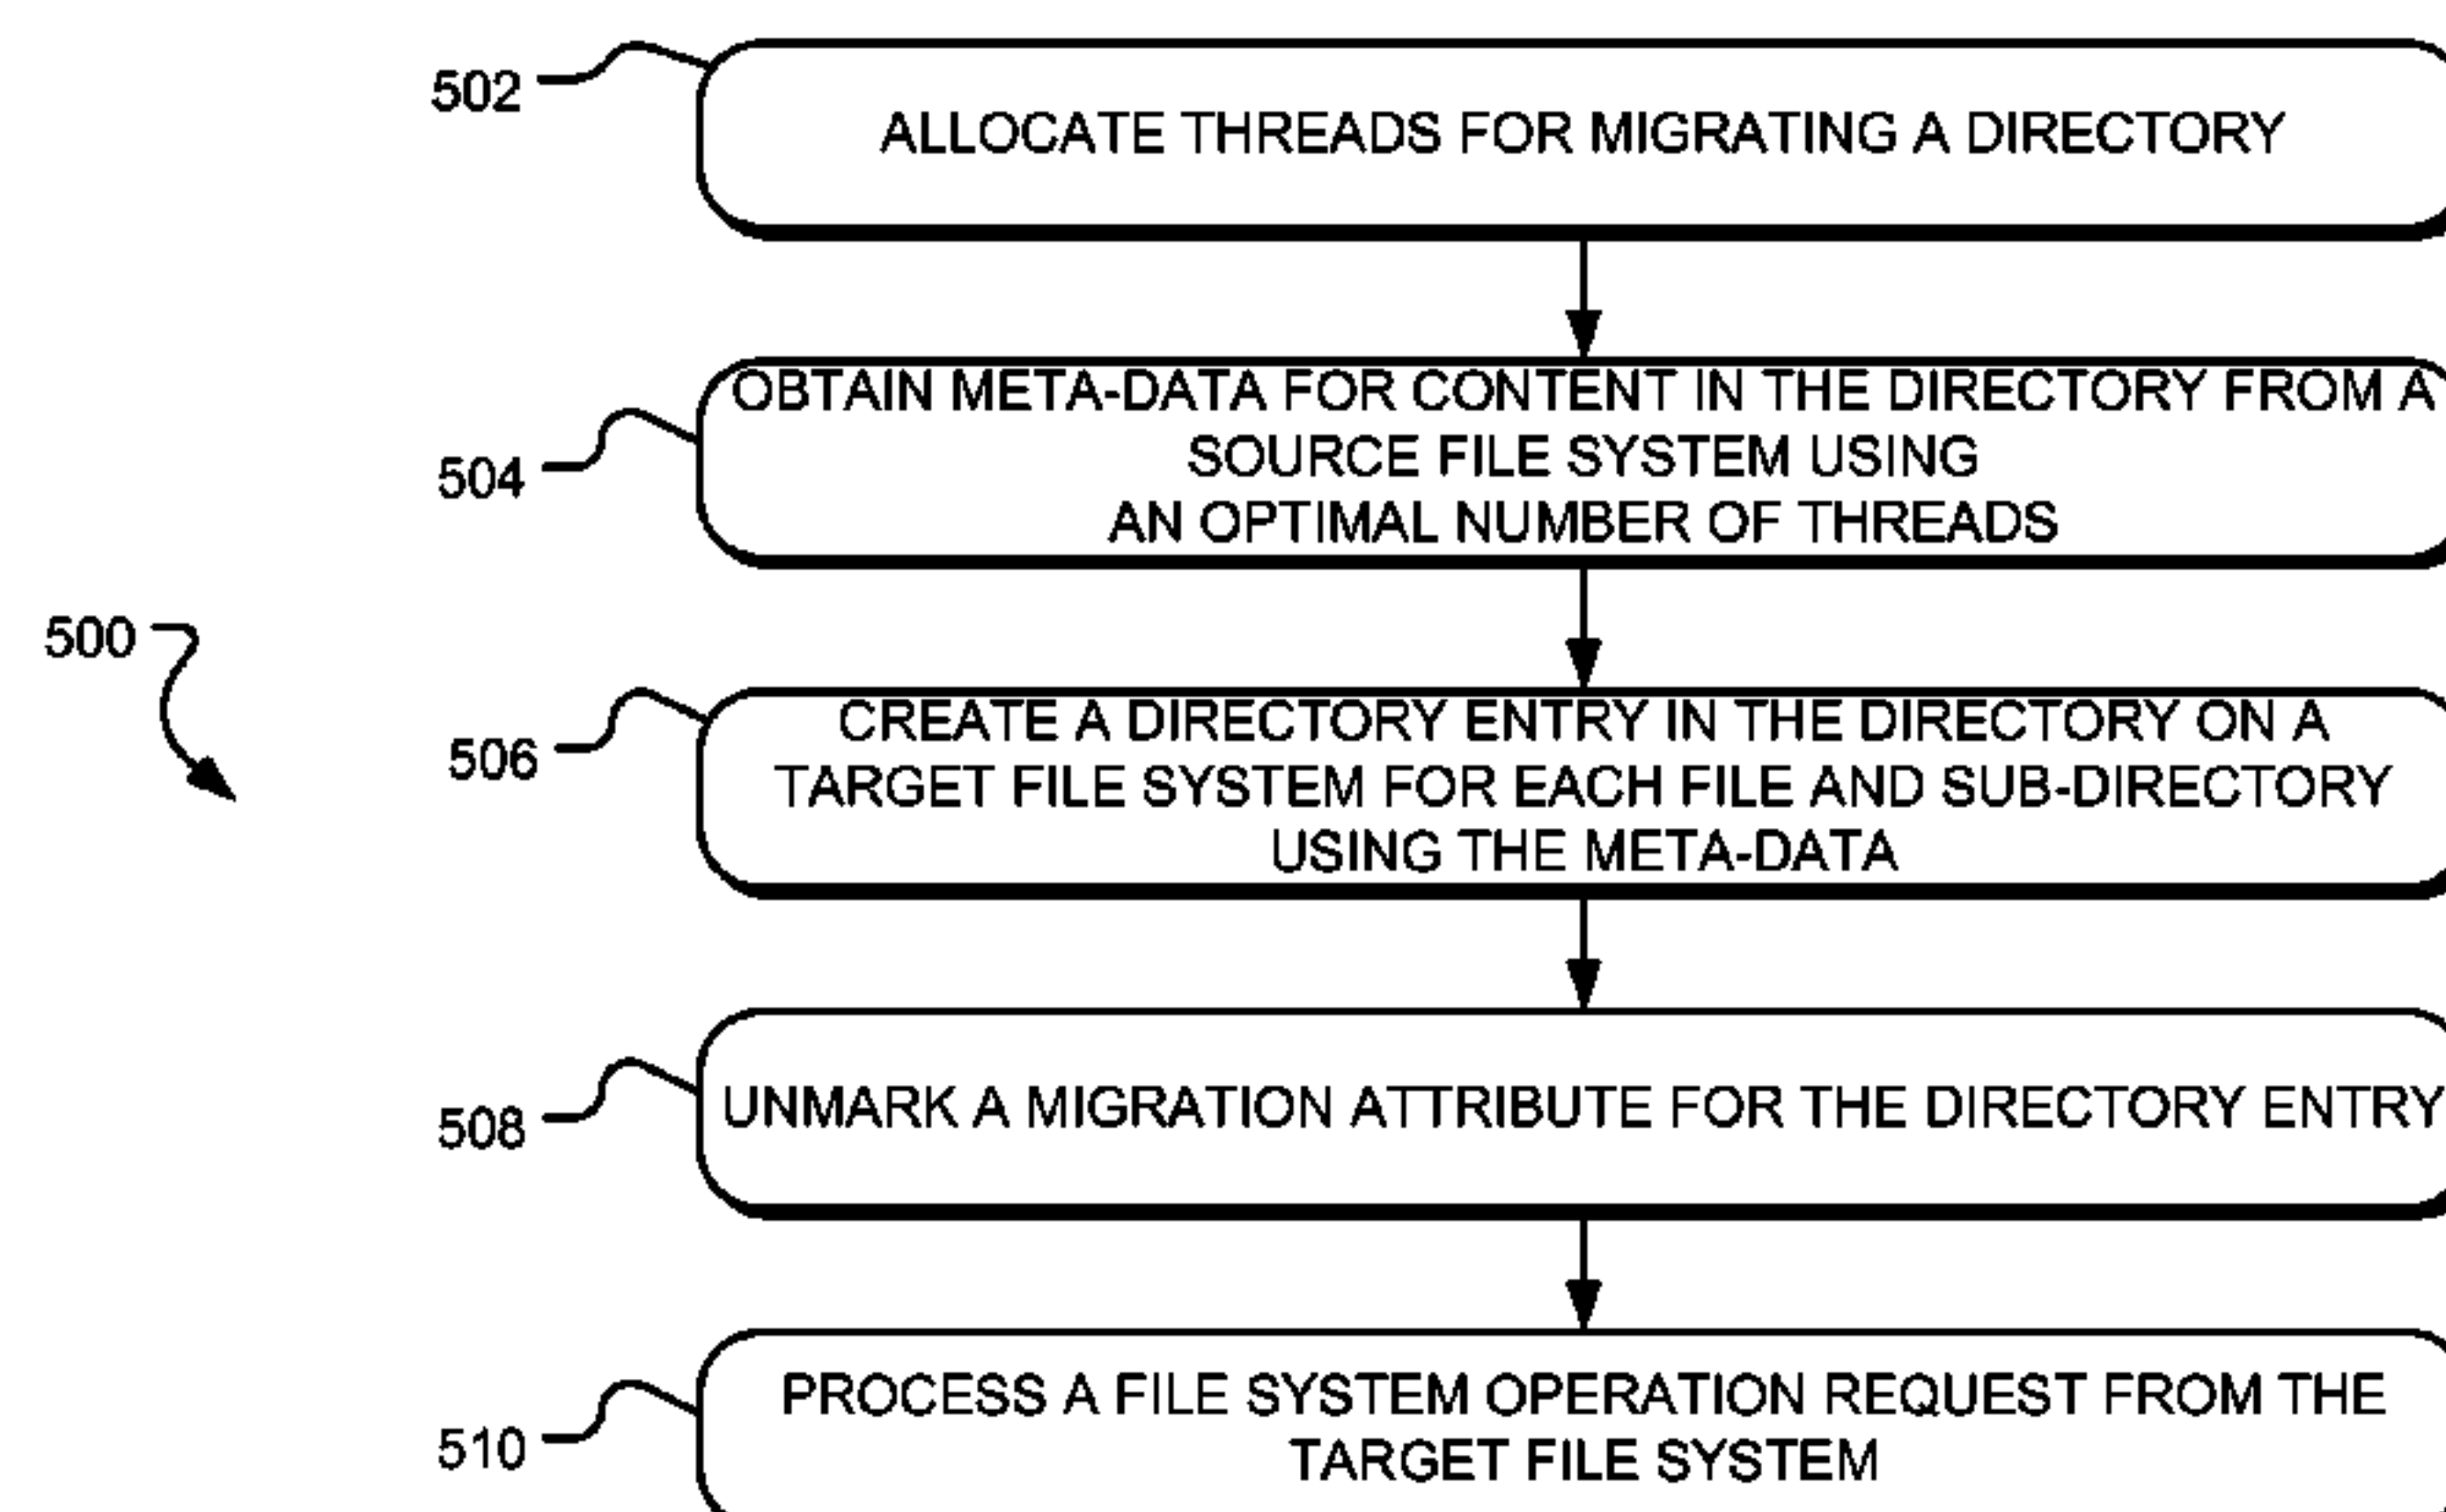 502
ALLOCATE THREADS FOR MIGRATING A DIRECTORY
504
OBTAIN META-DATA FOR CONTENT IN THE DIRECTORY FROM A
SOURCE FILE SYSTEM USING
AN OPTIMAL NUMBER OF THREADS
500
506
CREATE A DIRECTORY ENTRY IN THE DIRECTORY ON A
TARGET FILE SYSTEM FOR EACH FILE AND SUB-DIRECTORY
USING THE META-DATA
508
UNMARK A MIGRATION ATTRIBUTE FOR THE DIRECTORY ENTRY
510
PROCESS A FILE SYSTEM OPERATION REQUEST FROM THE
TARGET FILE SYSTEM